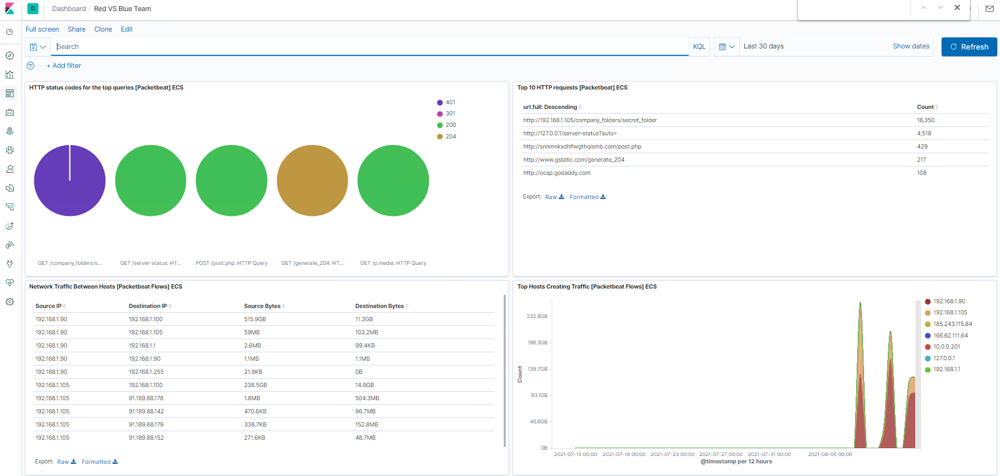 D Dashboard / Red VS Blue Team
Full screen Share Clone Edit
Search KQL Last 30 days Show dates Refresh
+ Add filter
HTTP status codes for the top queries [Packetbeat] ECS
401
301
200
204
GET /company_folders/s... GET /server-status: HT... POST /post.php: HTTP Query GET /generate_204: HT... GET /p.media: HTTP Query
Top 10 HTTP requests [Packetbeat] ECS
url.full: Descending Count
http://192.168.1.105/company_folders/secret_folder 16,350
http://127.0.0.1/server-status?auto= 4,518
http://snnmnkxdhflwgthqismb.com/post.php 429
http://www.gstatic.com/generate_204 217
http://ocsp.godaddy.com 108
Export: Raw Formatted
Network Traffic Between Hosts [Packetbeat Flows] ECS
Source IP Destination IP Source Bytes Destination Bytes
192.168.1.90 192.168.1.100 515.9GB 11.3GB
192.168.1.90 192.168.1.105 59MB 103.2MB
192.168.1.90 192.168.1.1 2.6MB 99.4KB
192.168.1.90 192.168.1.90 1.1MB 1.1MB
192.168.1.90 192.168.1.255 21.9KB 0B
192.168.1.105 192.168.1.100 238.5GB 14.9GB
192.168.1.105 91.189.88.178 1.8MB 504.3MB
192.168.1.105 91.189.88.142 470.6KB 96.7MB
192.168.1.105 91.189.88.179 338.7KB 152.8MB
192.168.1.105 91.189.88.152 271.6KB 48.7MB
Export: Raw Formatted
Top Hosts Creating Traffic [Packetbeat Flows] ECS
Count
232.8GB
186.3GB
139.7GB
93.1GB
46.6GB
0B
2021-07-15 00:00 2021-07-19 00:00 2021-07-23 00:00 2021-07-27 00:00 2021-07-31 00:00 2021-08-05 00:00
@timestamp per 12 hours
192.168.1.90
192.168.1.105
185.243.115.84
166.62.111.64
10.0.0.201
127.0.0.1
192.168.1.1